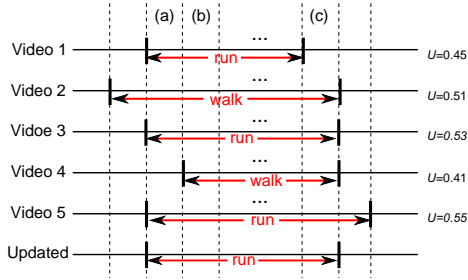 (a) (b) ... (c)
Video 1 ... run U=0.45
Video 2 ... walk U=0.51
Vidoe 3 ... run U=0.53
Video 4 ... walk U=0.41
Video 5 ... run U=0.55
Updated run